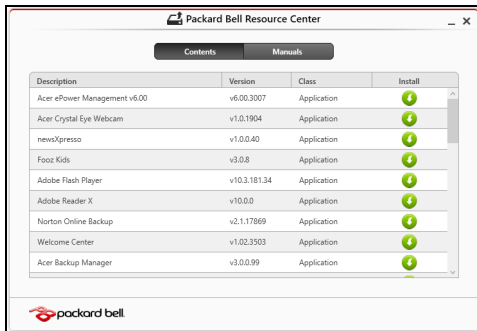 Packard Bell Resource Center
Contents Manuals
Description Version Class Install
Acer ePower Management v6.00 v6.00.3007 Application
Acer Crystal Eye Webcam v1.0.1904 Application
newsXpresso v1.0.0.40 Application
Fooz Kids v3.0.8 Application
Adobe Flash Player v10.3.181.34 Application
Adobe Reader X v10.0.0 Application
Norton Online Backup v2.1.17869 Application
Welcome Center v1.02.3503 Application
Acer Backup Manager v3.0.0.99 Application
packard bell.